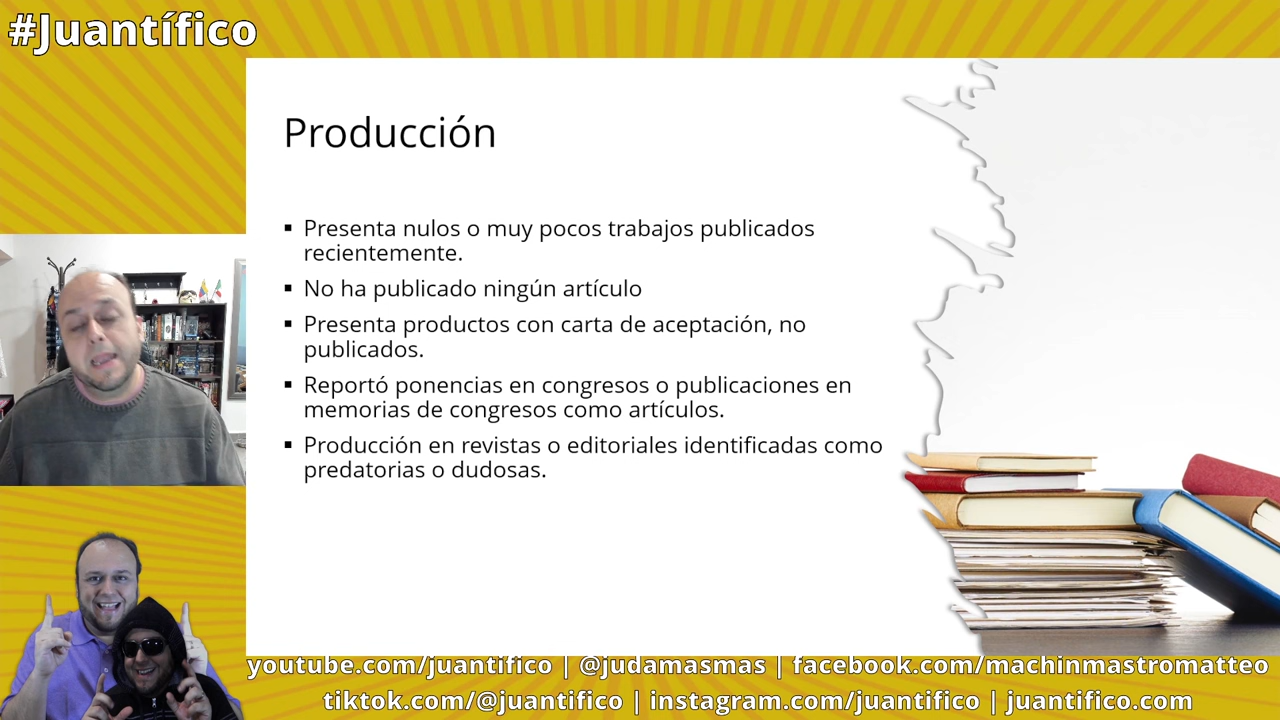 #Juantífico
Producción
▪ Presenta nulos o muy pocos trabajos publicados
recientemente.
▪ No ha publicado ningún artículo
▪ Presenta productos con carta de aceptación, no
publicados.
▪ Reportó ponencias en congresos o publicaciones en
memorias de congresos como artículos.
▪ Producción en revistas o editoriales identificadas como
predatorias o dudosas.
youtube.com/juantifico | @judamasmas | facebook.com/machinmastromatteo
tiktok.com/@juantifico | instagram.com/juantifico | juantifico.com